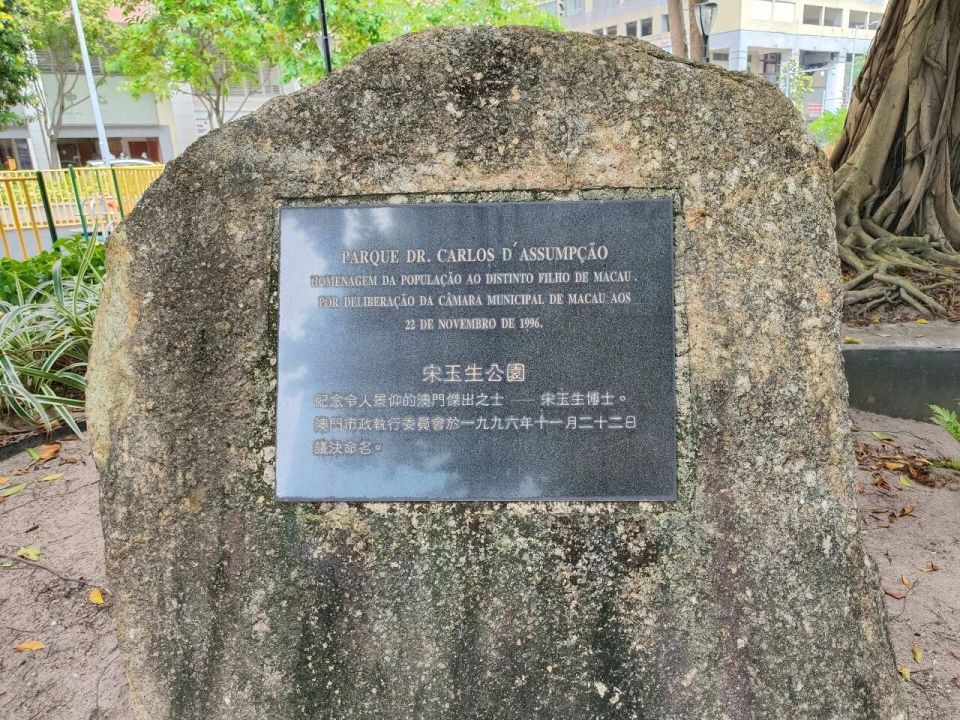 PARQUE DR. CARLOS D´ASSUMPÇÃO
HOMENAGEM DA POPULAÇÃO AO DISTINTO FILHO DE MACAU .
POR DELIBERAÇÃO DA CÂMARA MUNICIPAL DE MACAU AOS
22 DE NOVEMBRO DE 1996.
宋玉生公園
紀念令人景仰的澳門傑出之士 —— 宋玉生博士。
澳門市政執行委員會於一九九六年十一月二十二日
議決命名。